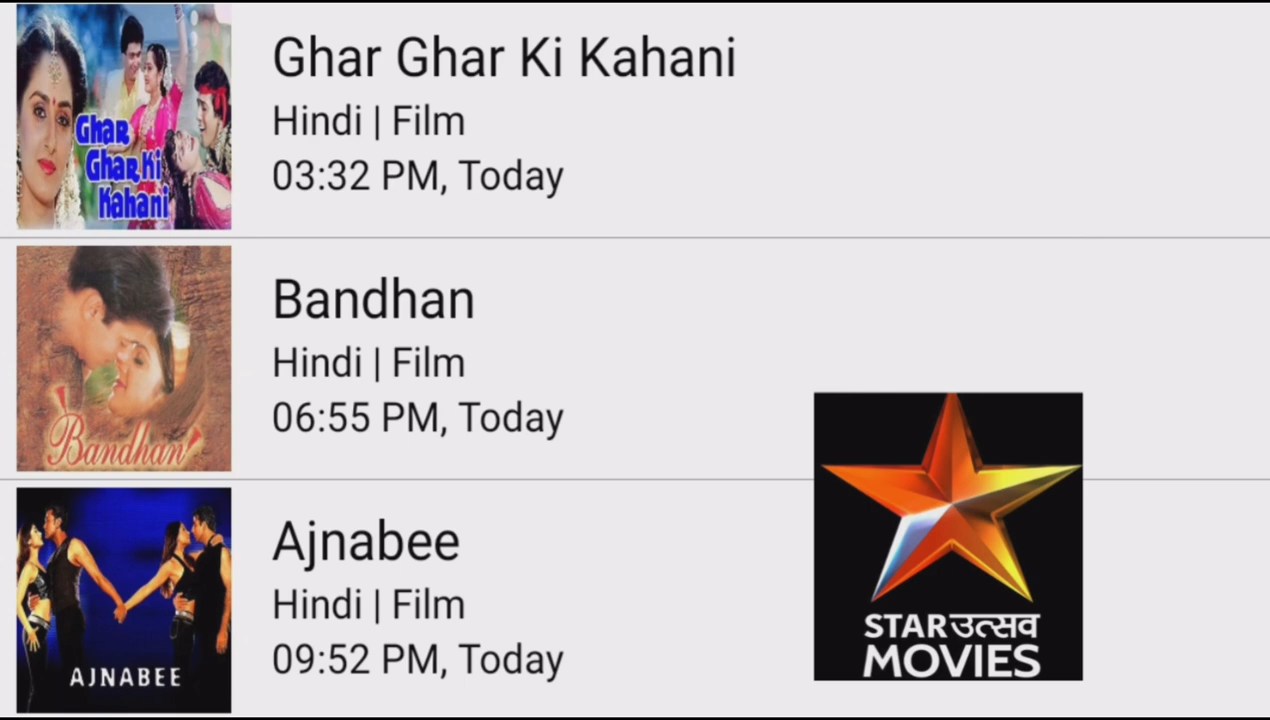 Ghar
Ghar Ki
Kahani
Ghar Ghar Ki Kahani
Hindi | Film
03:32 PM, Today
Bandhan
Bandhan
Hindi | Film
06:55 PM, Today
AJNABEE
Ajnabee
Hindi | Film
09:52 PM, Today
STAR उत्सव
MOVIES